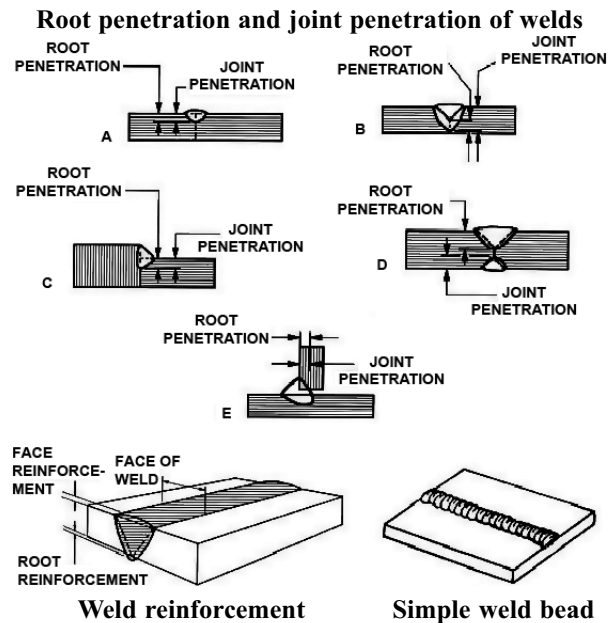 Root penetration and joint penetration of welds
ROOT
PENETRATION
JOINT
PENETRATION
A
ROOT
PENETRATION
JOINT
PENETRATION
B
ROOT
PENETRATION
JOINT
PENETRATION
C
ROOT
PENETRATION
D
JOINT
PENETRATION
ROOT
PENETRATION
JOINT
PENETRATION
E
FACE
REINFORCE-
MENT
FACE OF
WELD
ROOT
REINFORCEMENT
Weld reinforcement
Simple weld bead